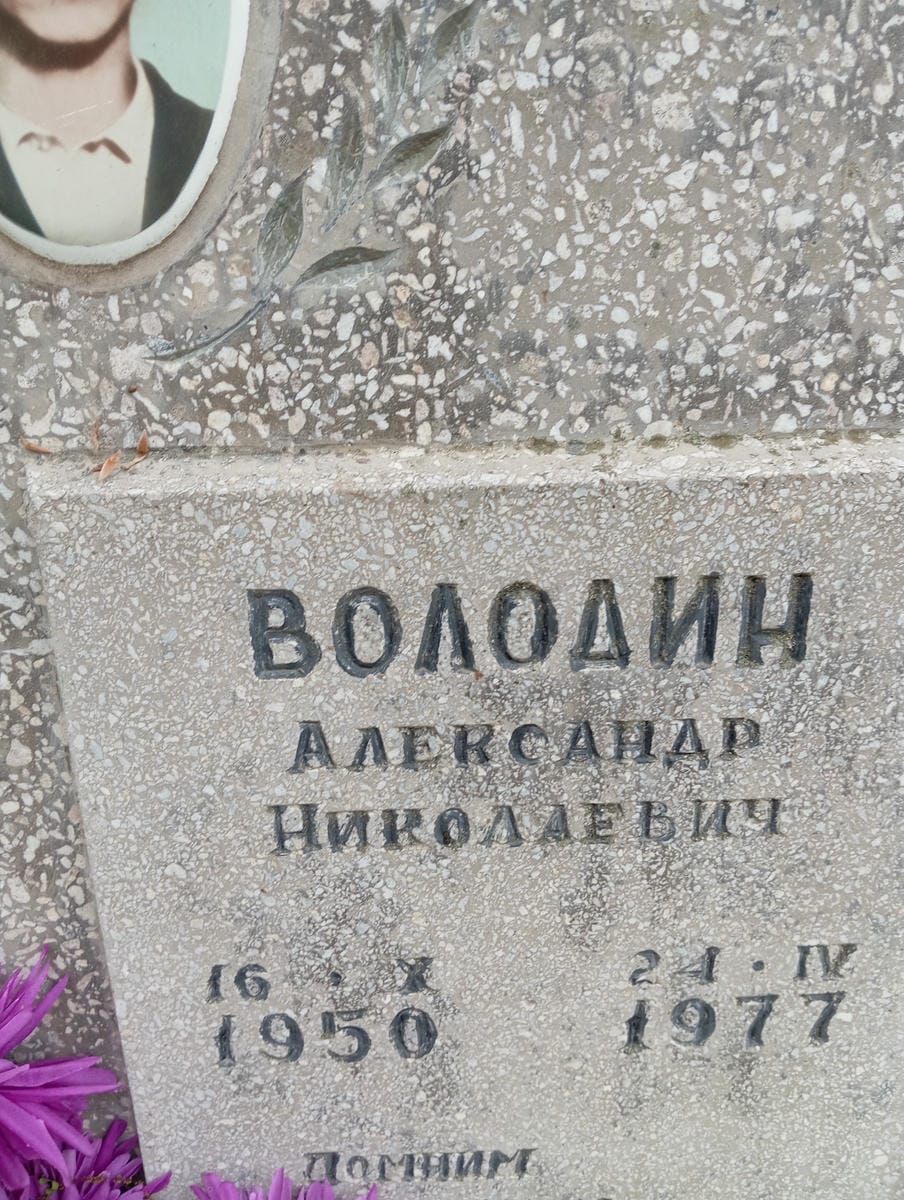 ВОЛОДИН
АЛЕКСАНДР
НИКОЛАЕВИЧ
16 · X 24 · IV
1950 1977
ПОМНИМ